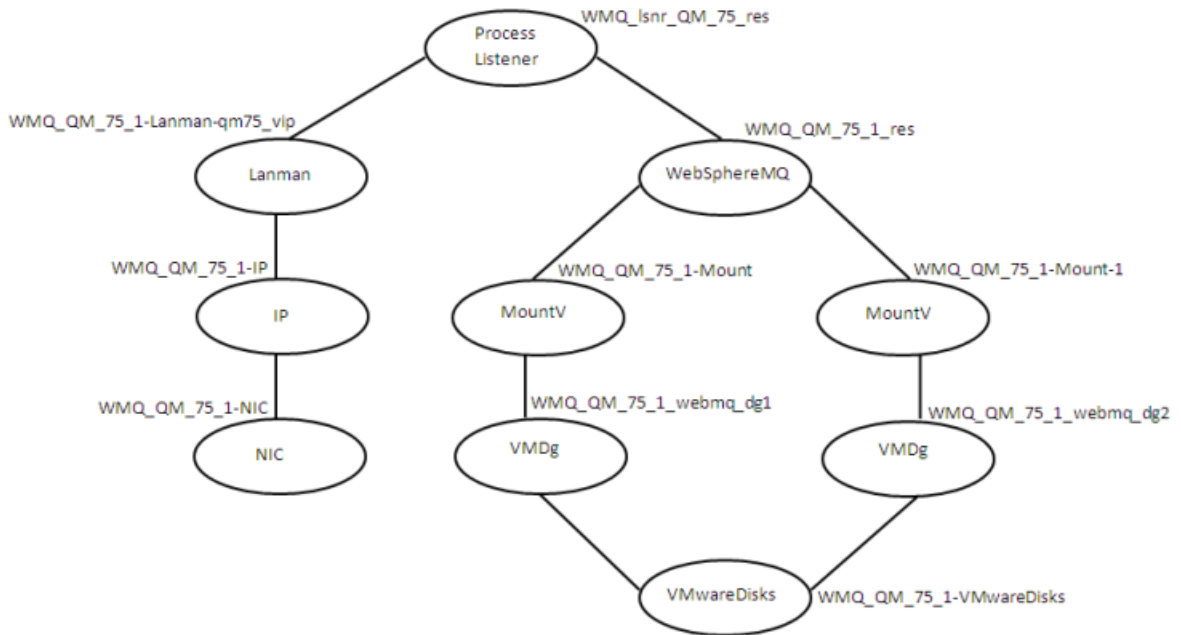 WMQ_lsnr_QM_75_res
Process
Listener
WMQ_QM_75_1-Lanman-qm75_vip
WMQ_QM_75_1_res
Lanman
WebSphereMQ
WMQ_QM_75_1-IP
WMQ_QM_75_1-Mount
WMQ_QM_75_1-Mount-1
IP
MountV
MountV
WMQ_QM_75_1-NIC
WMQ_QM_75_1_webmq_dg1
WMQ_QM_75_1_webmq_dg2
NIC
VMDg
VMDg
VMwareDisks
WMQ_QM_75_1-VMwareDisks